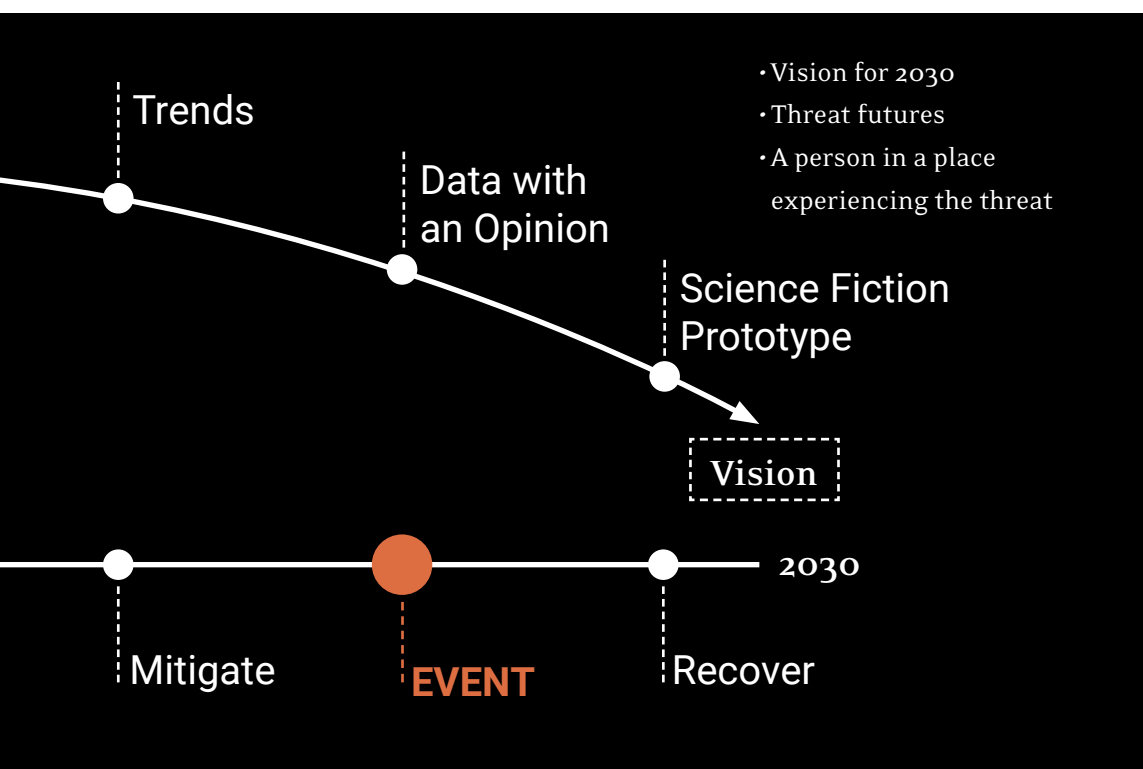 Trends
Data with
an Opinion
Science Fiction
Prototype
· Vision for 2030
· Threat futures
· A person in a place
experiencing the threat
Vision
2030
Mitigate
EVENT
Recover